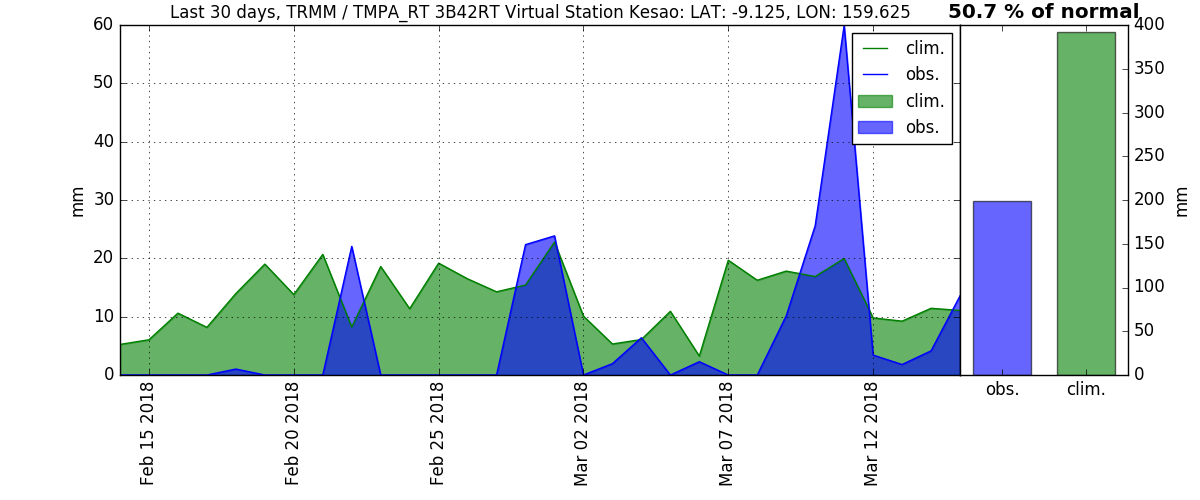 Last 30 days, TRMM / TMPA_RT 3B42RT Virtual Station Kesao: LAT: -9.125, LON: 159.625
50.7 % of normal
mm
60
50
40
30
20
10
0
clim.
obs.
clim.
obs.
Feb 15 2018
Feb 20 2018
Feb 25 2018
Mar 02 2018
Mar 07 2018
Mar 12 2018
400
350
300
250
200
150
100
50
0
mm
obs.
clim.